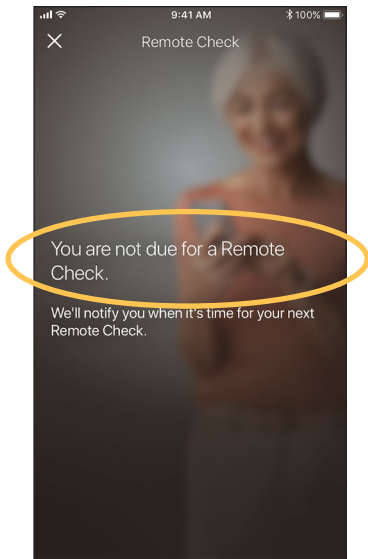 9:41 AM
100%
Remote Check
You are not due for a Remote
Check.
We'll notify you when it's time for your next
Remote Check.